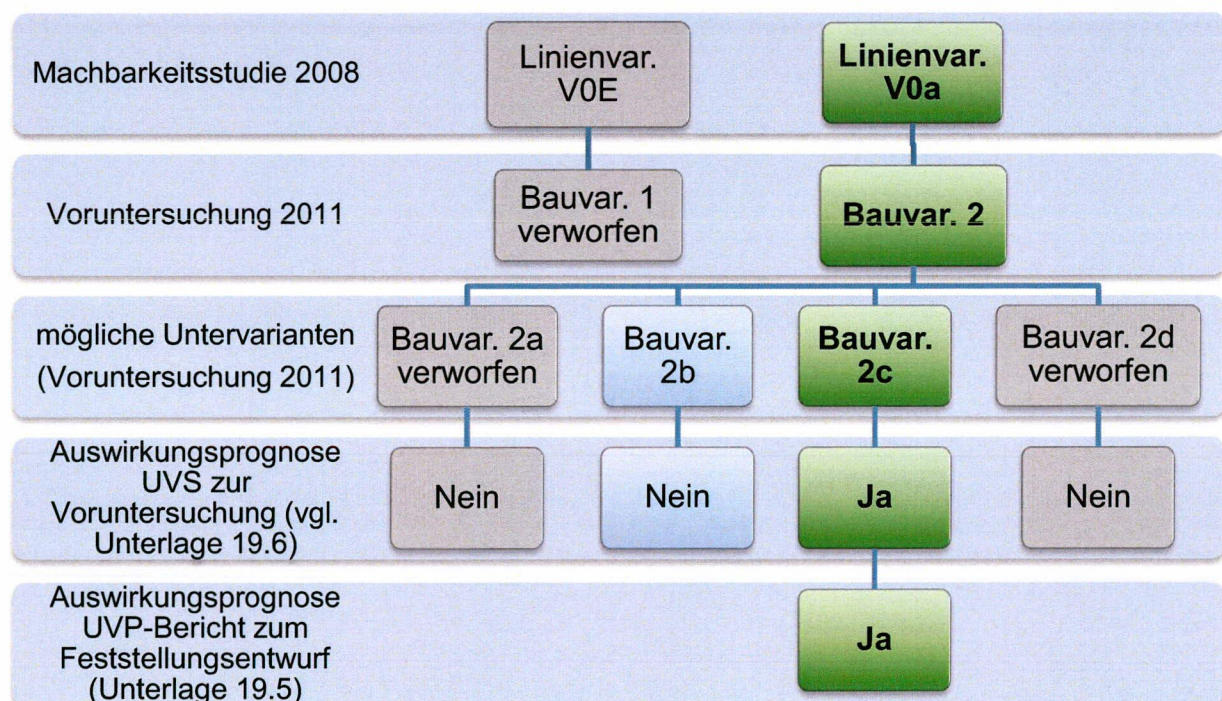 Machbarkeitsstudie 2008
Linienvar.
V0E
Linienvar.
V0a
Voruntersuchung 2011
Bauvar. 1
verworfen
Bauvar. 2
mögliche Untervarianten
(Voruntersuchung 2011)
Bauvar. 2a
verworfen
Bauvar.
2b
Bauvar.
2c
Bauvar. 2d
verworfen
Auswirkungsprognose
UVS zur
Voruntersuchung (vgl.
Unterlage 19.6)
Nein
Nein
Ja
Nein
Auswirkungsprognose
UVP-Bericht zum
Feststellungsentwurf
(Unterlage 19.5)
Ja